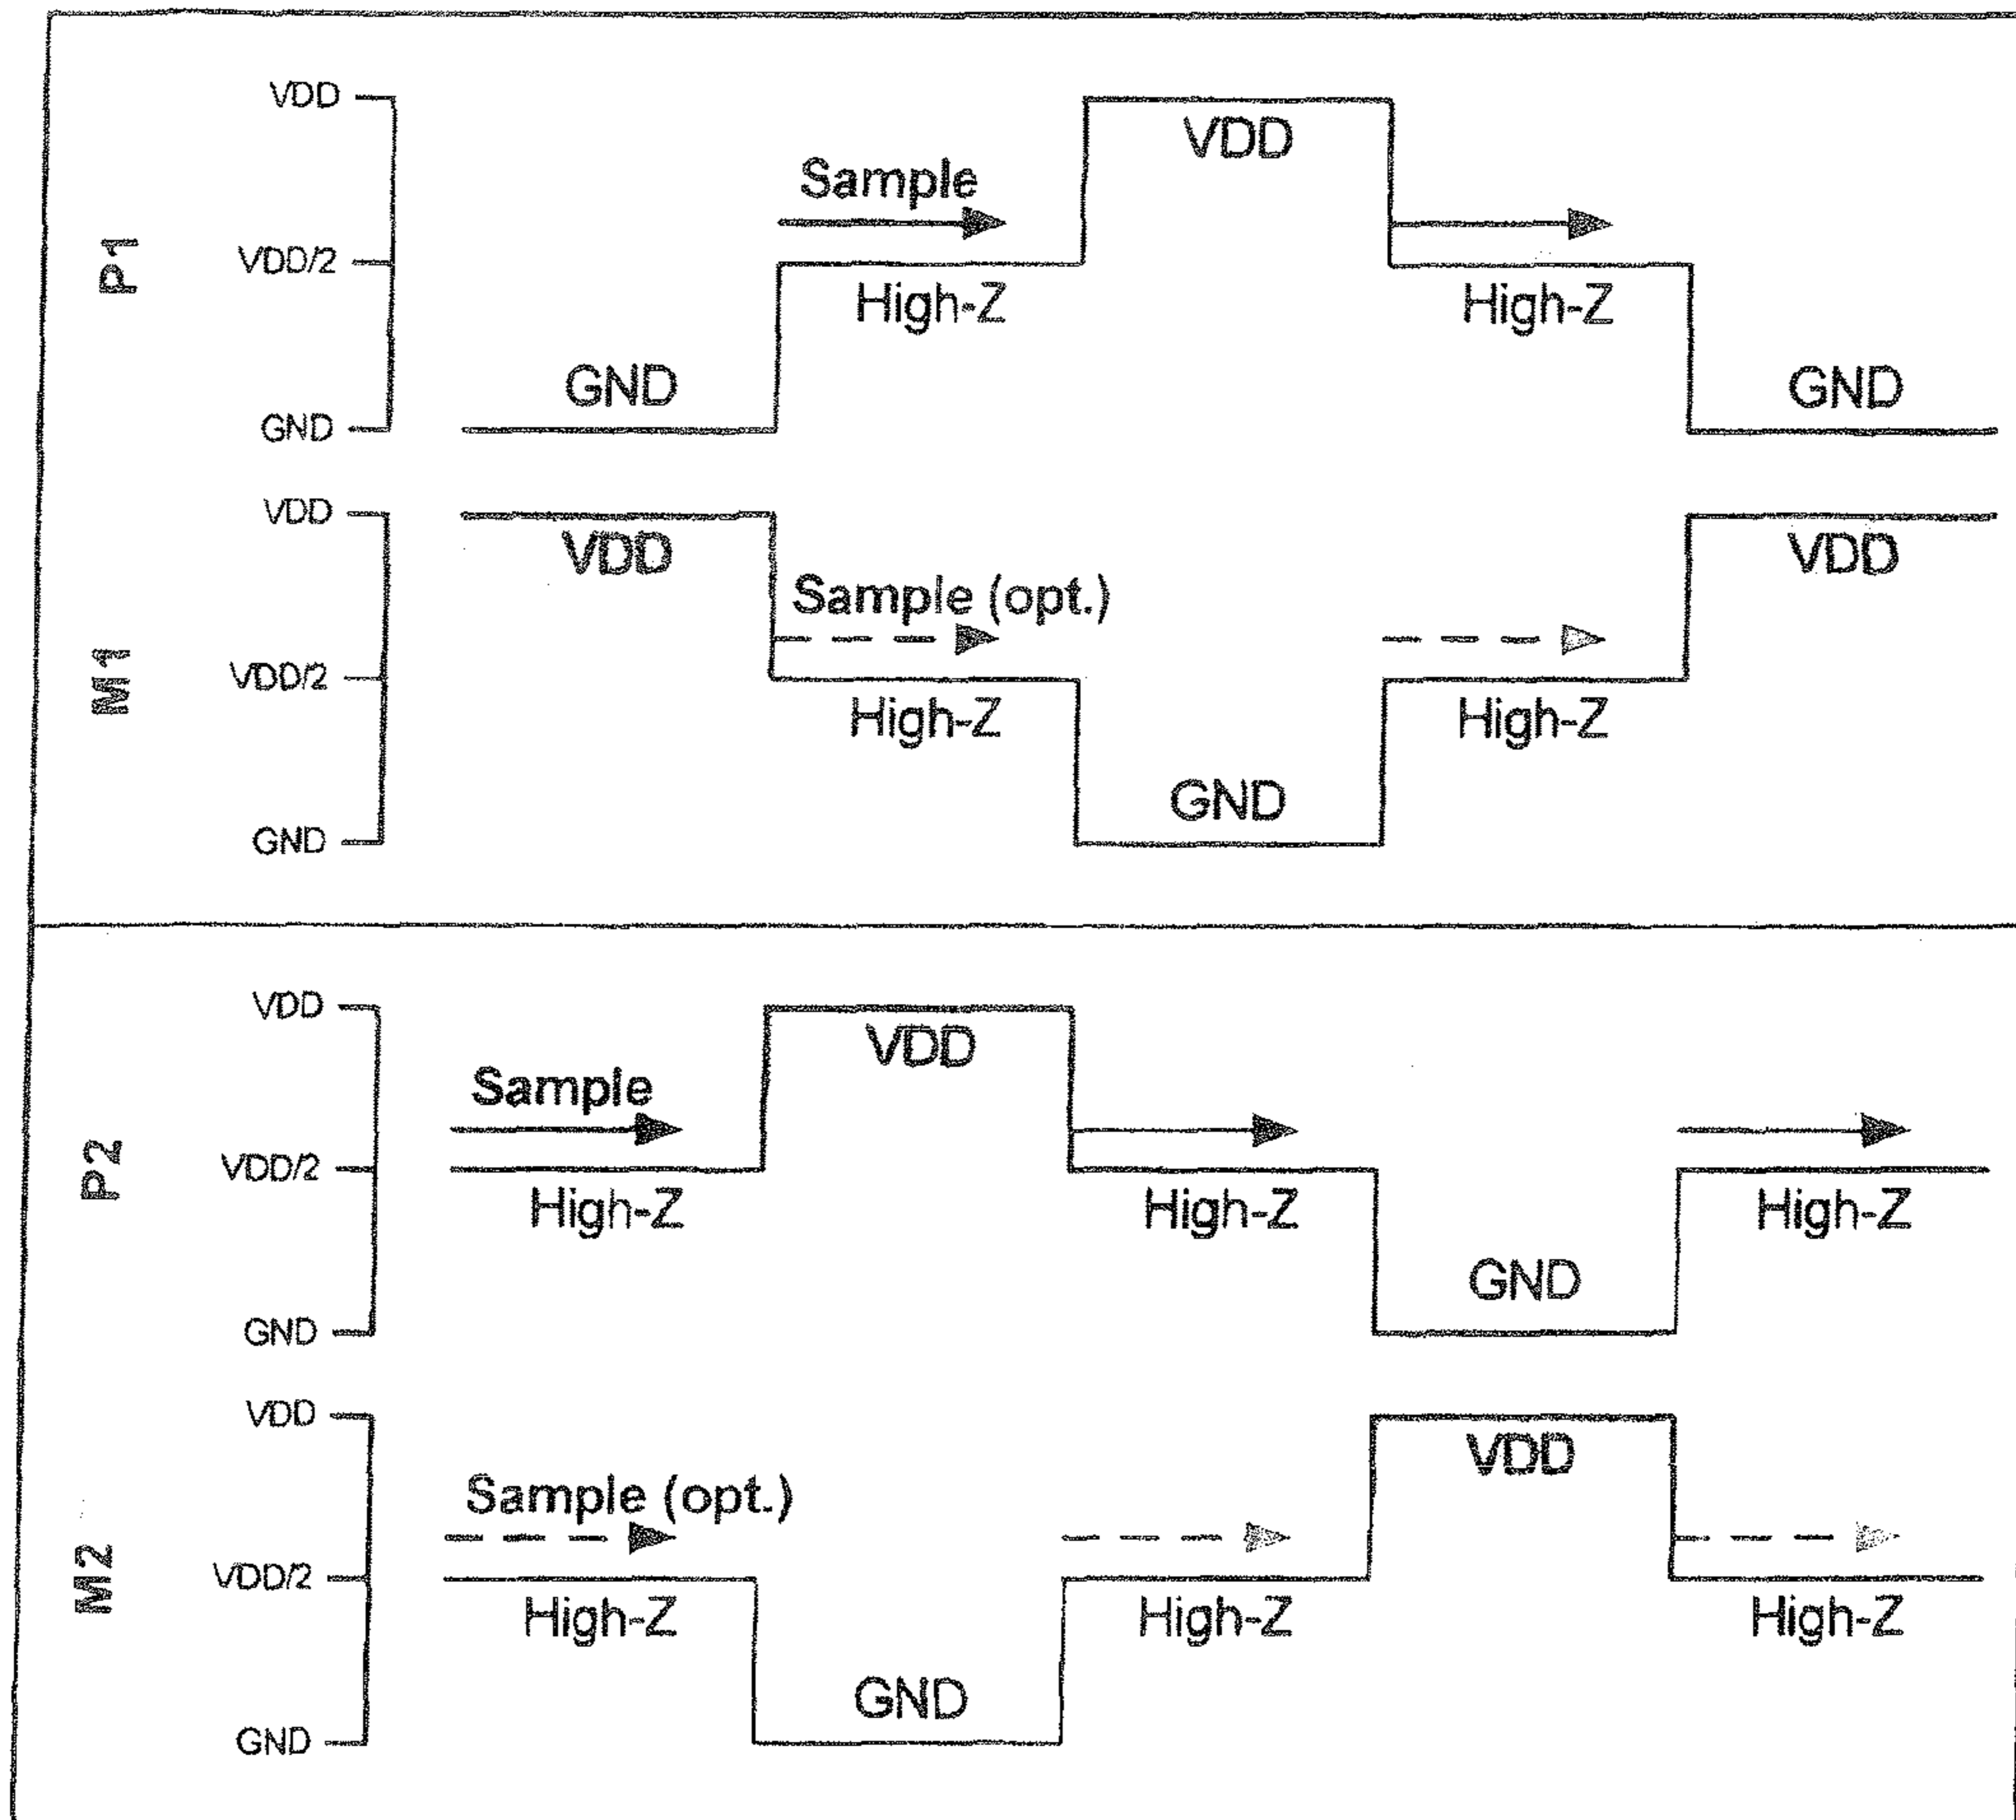 VDD
VDD
Sample
P1
VDD/2
High-Z
High-Z
GND
GND
GND
VDD
VDD
VDD
Sample (opt.)
M1
VDD/2
High-Z
High-Z
GND
GND
VDD
VDD
Sample
P2
VDD/2
High-Z
High-Z
High-Z
GND
GND
VDD
VDD
Sample (opt.)
M2
VDD/2
High-Z
High-Z
High-Z
GND
GND